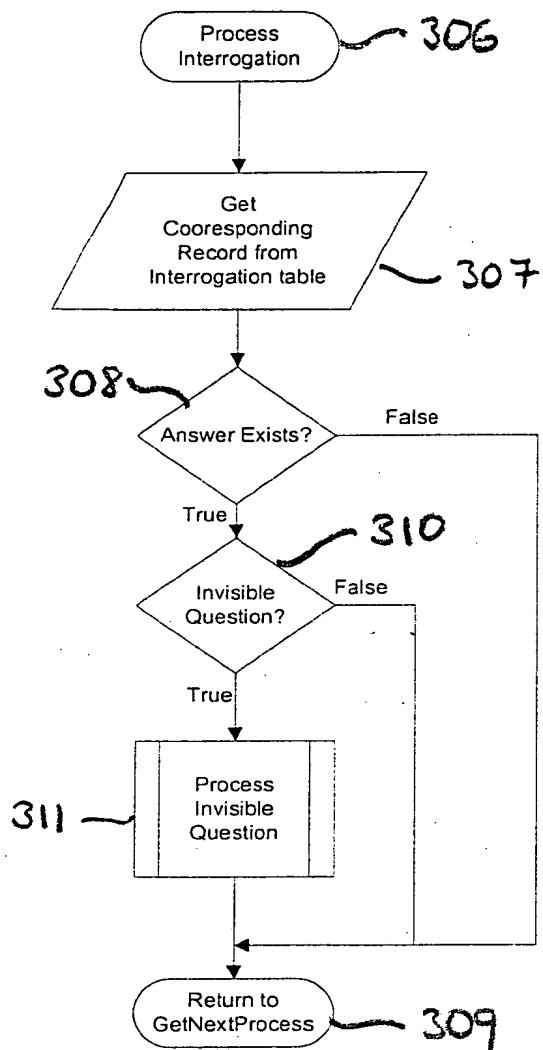 Process
Interrogation
306
Get
Cooresponding
Record from
Interrogation table
307
308
Answer Exists?
False
True
310
Invisible
Question?
False
True
Process
Invisible
Question
311
Return to
GetNextProcess
309